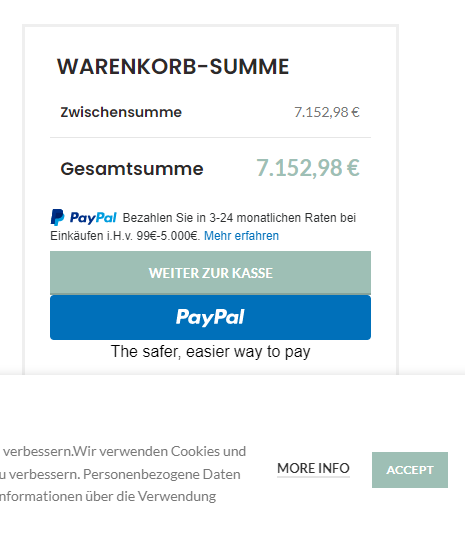 WARENKORB-SUMME
Zwischensumme 7.152,98 €
Gesamtsumme 7.152,98 €
PayPal Bezahlen Sie in 3-24 monatlichen Raten bei
Einkäufen i.H.v. 99€-5.000€. Mehr erfahren
WEITER ZUR KASSE
PayPal
The safer, easier way to pay
verbessern.Wir verwenden Cookies und
u verbessern. Personenbezogene Daten
nformationen über die Verwendung
MORE INFO
ACCEPT